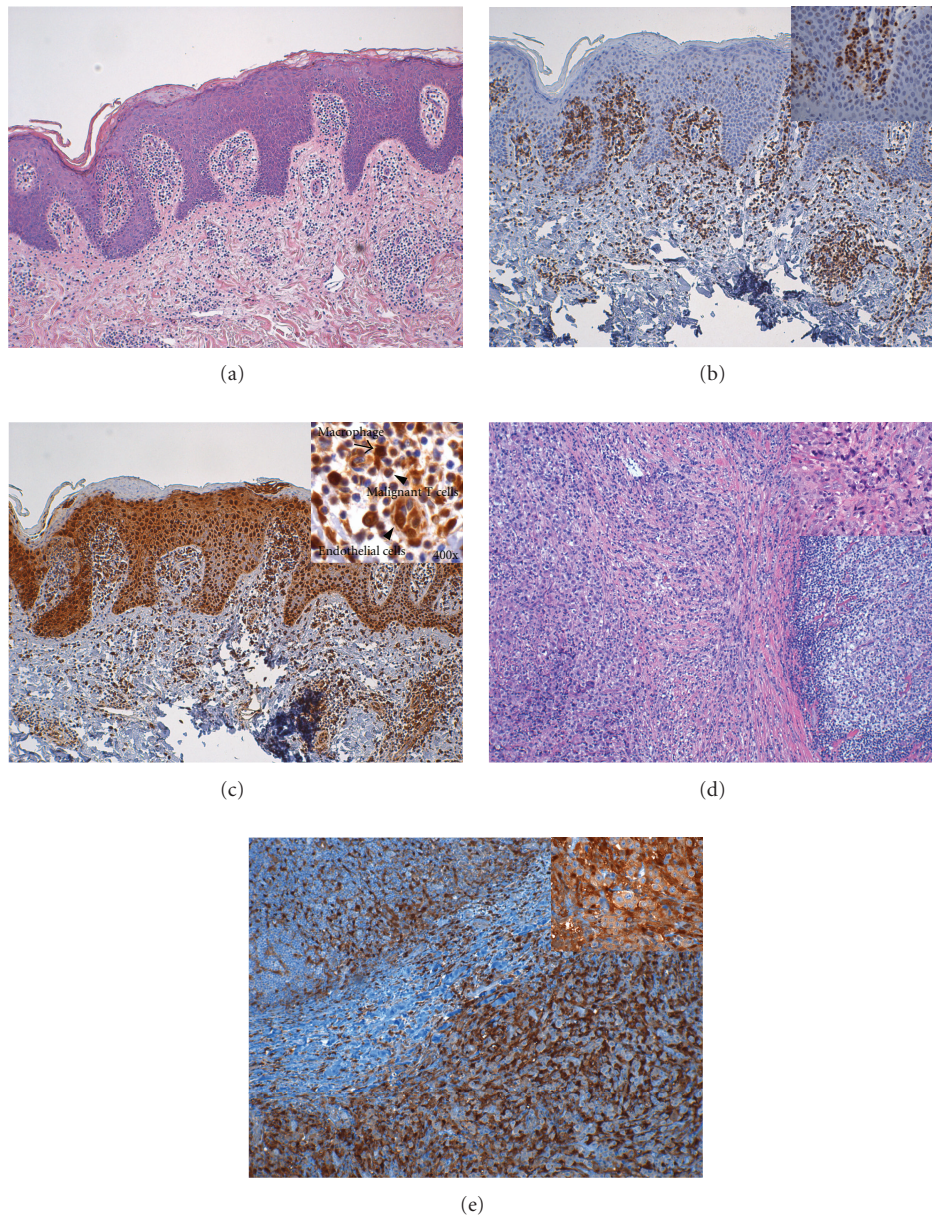 (a)
(b)
Macrophage
Malignant T cells
Endothelial cells
400x
(c)
(d)
(e)